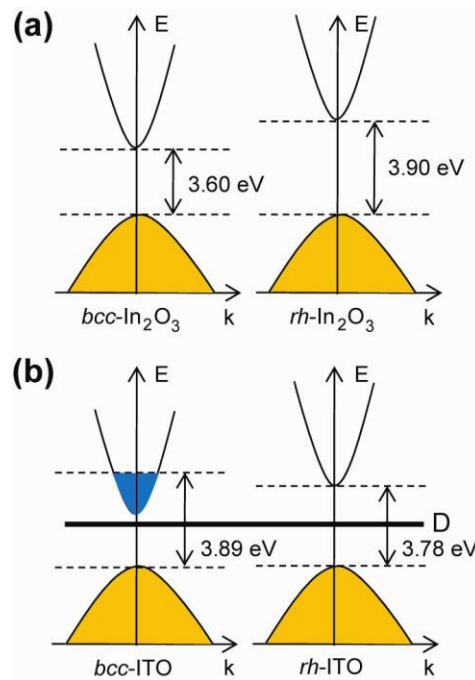 (a)
E
E
3.60 eV
3.90 eV
bcc-In₂O₃
k
rh-In₂O₃
k
(b)
E
E
D
3.89 eV
3.78 eV
bcc-ITO
k
rh-ITO
k